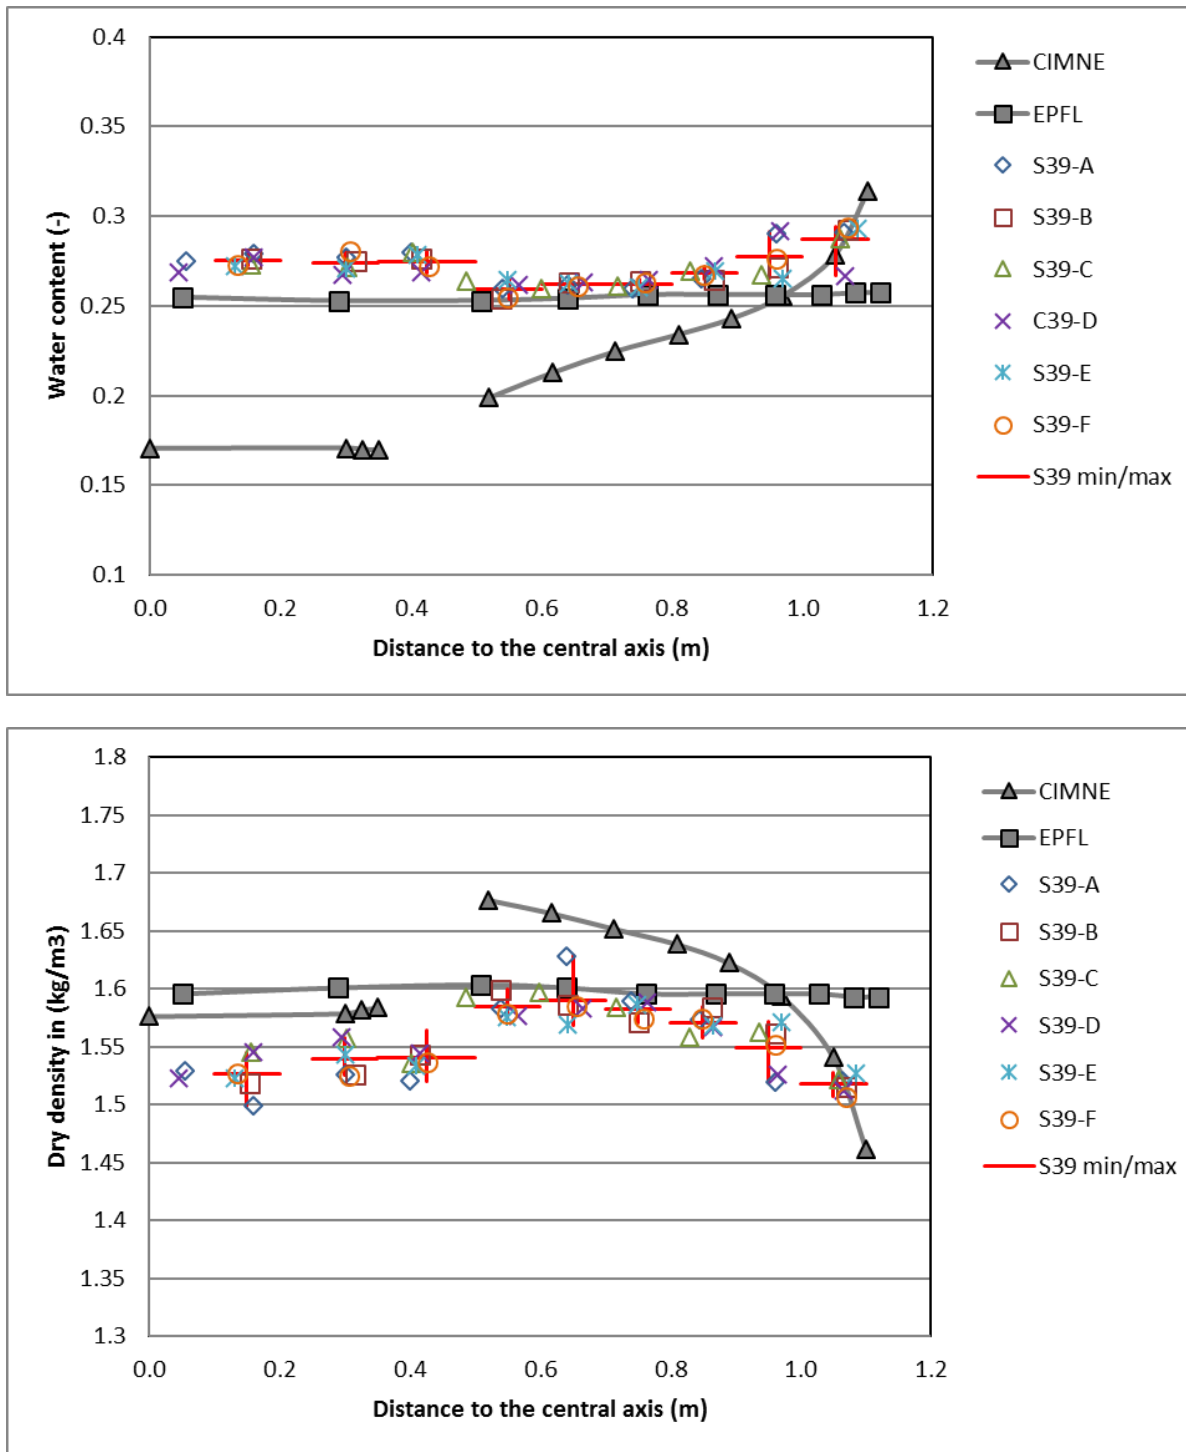 0.4
0.35
0.3
0.25
0.2
0.15
0.1
Water content (-)
0.0 0.2 0.4 0.6 0.8 1.0 1.2
Distance to the central axis (m)
CIMNE
EPFL
S39-A
S39-B
S39-C
C39-D
S39-E
S39-F
S39 min/max
1.8
1.75
1.7
1.65
1.6
1.55
1.5
1.45
1.4
1.35
1.3
Dry density in (kg/m3)
0.0 0.2 0.4 0.6 0.8 1.0 1.2
Distance to the central axis (m)
CIMNE
EPFL
S39-A
S39-B
S39-C
S39-D
S39-E
S39-F
S39 min/max